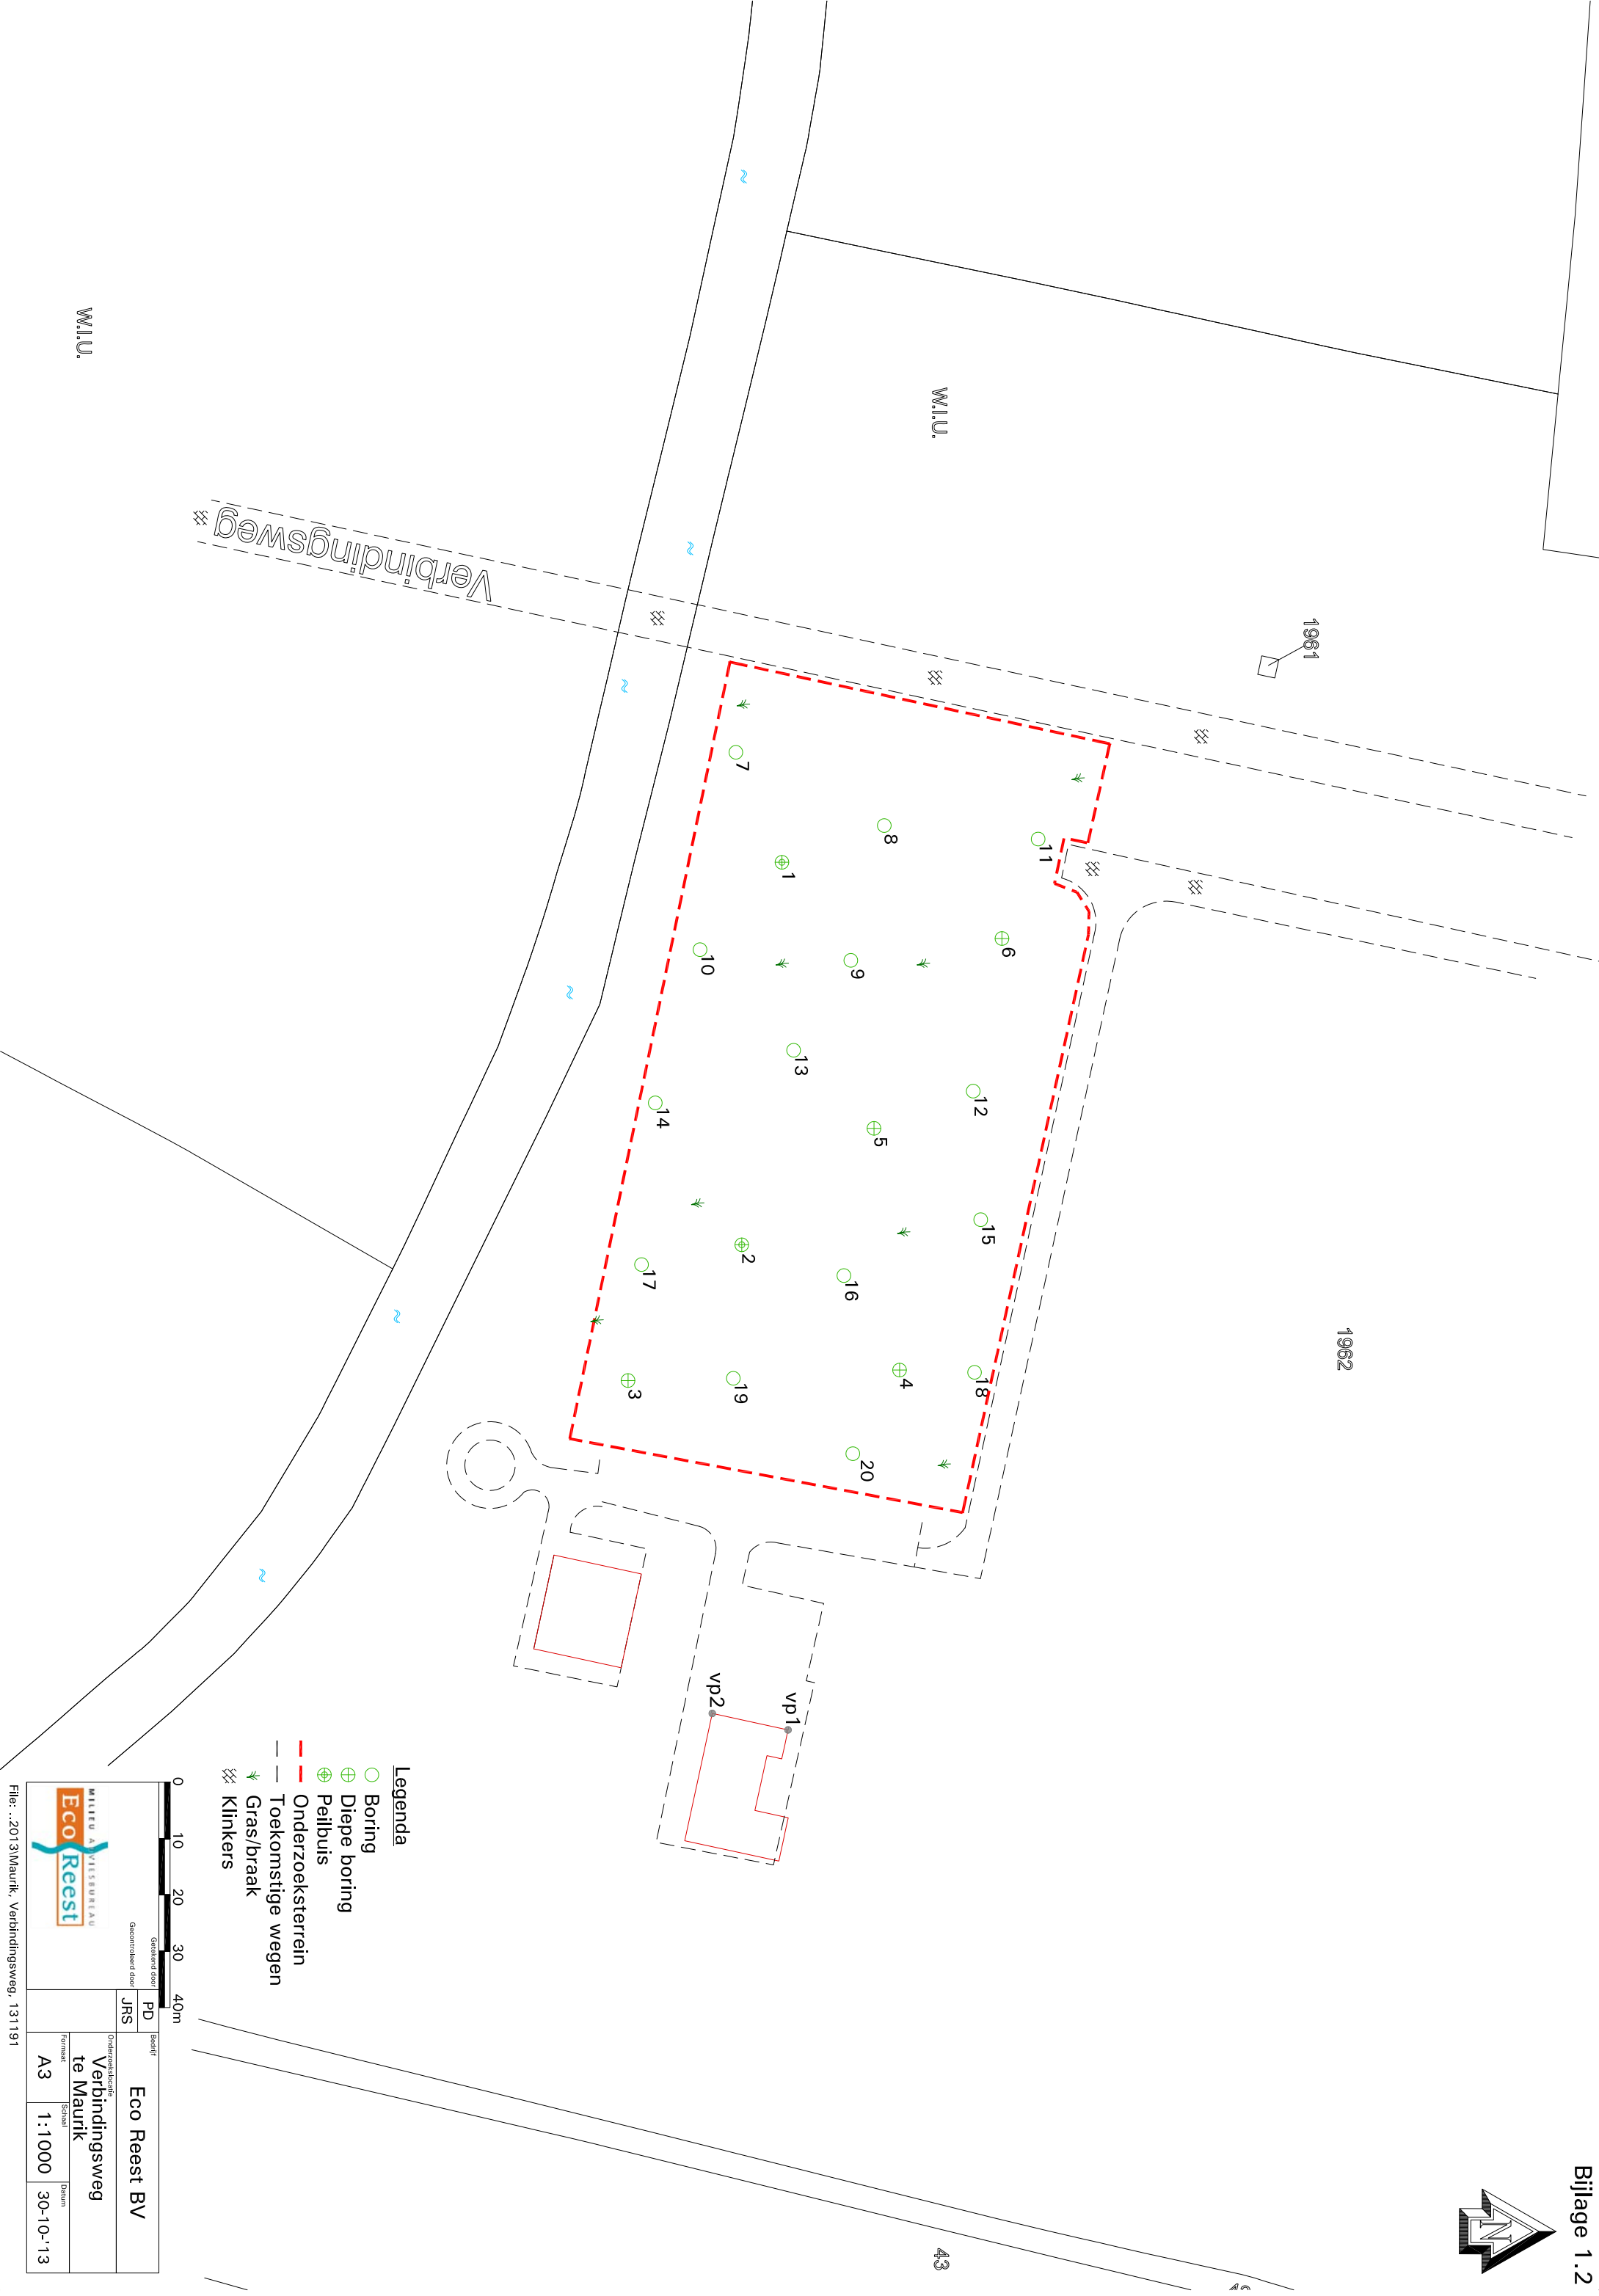 Bijlage 1.2
N
1961
1962
W.I.U.
W.I.U.
Verbindingsweg
43
11
6
18
15
12
4
8
5
9
20
16
13
1
2
7
19
10
14
17
3
vp1
vp2
Legenda
Boring
Diepe boring
Peilbuis
Onderzoeksterrein
Toekomstige wegen
Gras/braak
Klinkers
0 10 20 30 40m
MILIEU ADVIESBUREAU
Eco Reest
Getekend door PD
Gecontroleerd door JRS
Bedrijf
Eco Reest BV
Onderzoekslocatie
Verbindingsweg
te Maurik
Formaat
A3
Schaal
1:1000
Datum
30-10-'13
File: ..2013\Maurik, Verbindingsweg, 131191